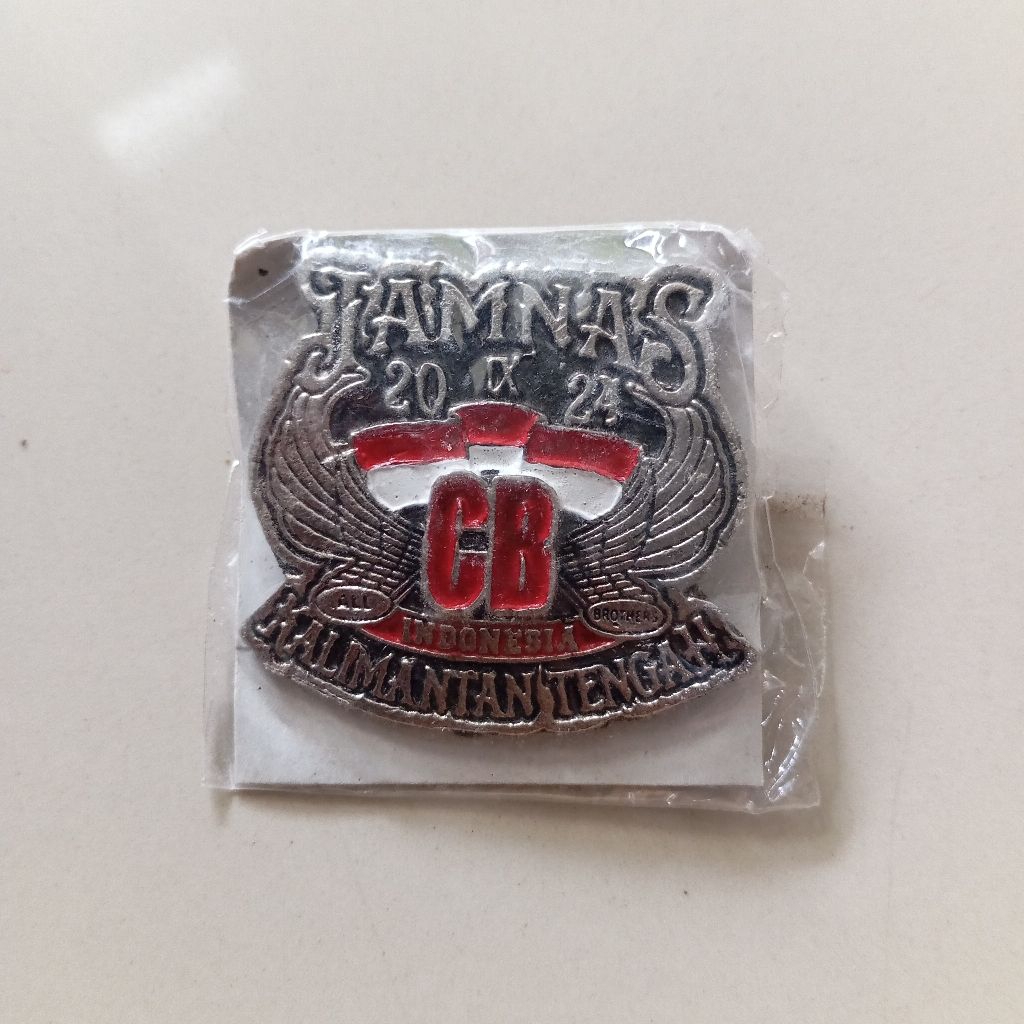 JAMNAS
20 IX 24
CB
ALL
BROTHERS
INDONESIA
KALIMANTAN TENGAH